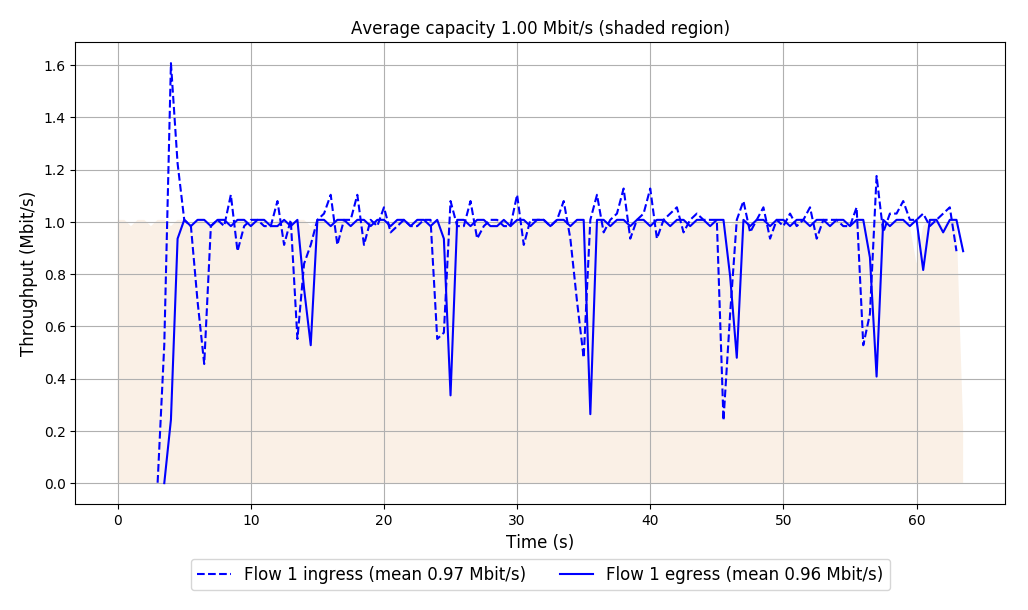 Average capacity 1.00 Mbit/s (shaded region)
Throughput (Mbit/s)
1.6
1.4
1.2
1.0
0.8
0.6
0.4
0.2
0.0
0 10 20 30 40 50 60
Time (s)
Flow 1 ingress (mean 0.97 Mbit/s) Flow 1 egress (mean 0.96 Mbit/s)